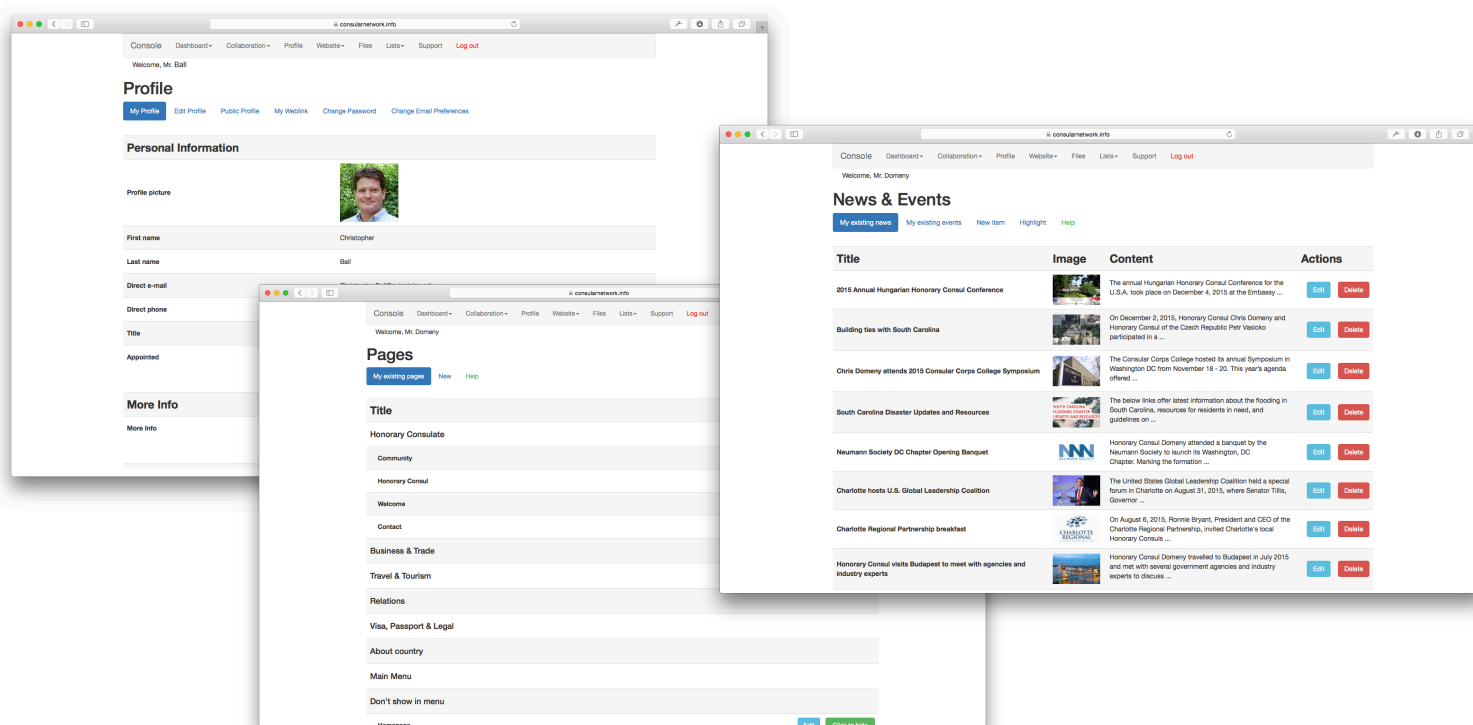 consularnetwork.info
Console Dashboard Collaboration Profile Website Files Lists Support Log out
Welcome, Mr. Ball
Profile
My Profile Edit Profile Public Profile My Weblink Change Password Change Email Preferences
Personal Information
Profile picture
First name Christopher
Last name Ball
Direct e-mail
Direct phone
Title
Appointed
More Info
More Info
consularnetwork.info
Console Dashboard Collaboration Profile Website Files Lists Support Log out
Welcome, Mr. Domeny
Pages
My existing pages New Help
Title
Honorary Consulate
Community
Honorary Consul
Welcome
Contact
Business & Trade
Travel & Tourism
Relations
Visa, Passport & Legal
About country
Main Menu
Don't show in menu
Homepage Edit Click to hide
consularnetwork.info
Console Dashboard Collaboration Profile Website Files Lists Support Log out
Welcome, Mr. Domeny
News & Events
My existing news My existing events New item Highlight Help
Title Image Content Actions
2015 Annual Hungarian Honorary Consul Conference
The annual Hungarian Honorary Consul Conference for the
U.S.A. took place on December 4, 2015 at the Embassy ...
Edit Delete
Building ties with South Carolina
On December 2, 2015, Honorary Consul Chris Domeny and
Honorary Consul of the Czech Republic Petr Vasicko
participated in a ...
Edit Delete
Chris Domeny attends 2015 Consular Corps College Symposium
The Consular Corps College hosted its annual Symposium in
Washington DC from November 18 - 20. This year's agenda
offered ...
Edit Delete
South Carolina Disaster Updates and Resources
SOUTH CAROLINA
FLOODING DISASTER
UPDATES AND RESOURCES
The below links offer latest information about the flooding in
South Carolina, resources for residents in need, and
guidelines on ...
Edit Delete
Neumann Society DC Chapter Opening Banquet
NNN
NEUMANN SOCIETY
Honorary Consul Domeny attended a banquet by the
Neumann Society to launch its Washington, DC
Chapter. Marking the formation ...
Edit Delete
Charlotte hosts U.S. Global Leadership Coalition
The United States Global Leadership Coalition held a special
forum in Charlotte on August 31, 2015, where Senator Tillis,
Governor ...
Edit Delete
Charlotte Regional Partnership breakfast
CHARLOTTE
REGIONAL
On August 6, 2015, Ronnie Bryant, President and CEO of the
Charlotte Regional Partnership, invited Charlotte's local
Honorary Consuls ...
Edit Delete
Honorary Consul visits Budapest to meet with agencies and
industry experts
Honorary Consul Domeny travelled to Budapest in July 2015
and met with several government agencies and industry
experts to discuss ...
Edit Delete